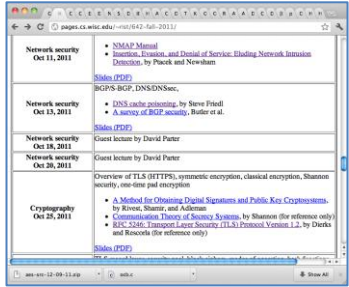 pages.cs.wisc.edu/~rist/642-fall-2011/
Network security
Oct 11, 2011
NMAP Manual
Insertion, Evasion, and Denial of Service: Eluding Network Intrusion
Detection, by Ptacek and Newsham
Slides (PDF)
Network security
Oct 13, 2011
BGP/S-BGP, DNS/DNSsec,
DNS cache poisoning, by Steve Friedl
A survey of BGP security, Butler et al.
Slides (PDF)
Network security
Oct 18, 2011
Guest lecture by David Parter
Network security
Oct 20, 2011
Guest lecture by David Parter
Cryptography
Oct 25, 2011
Overview of TLS (HTTPS), symmetric encryption, classical encryption, Shannon
security, one-time pad encryption
A Method for Obtaining Digital Signatures and Public Key Cryptosystems,
by Rivest, Shamir, and Adleman
Communication Theory of Secrecy Systems, by Shannon (for reference only)
RFC 5246: Transport Layer Security (TLS) Protocol Version 1.2, by Dierks
and Rescorla (for reference only)
Slides (PDF)
aes-src-12-09-11.zip
Show All